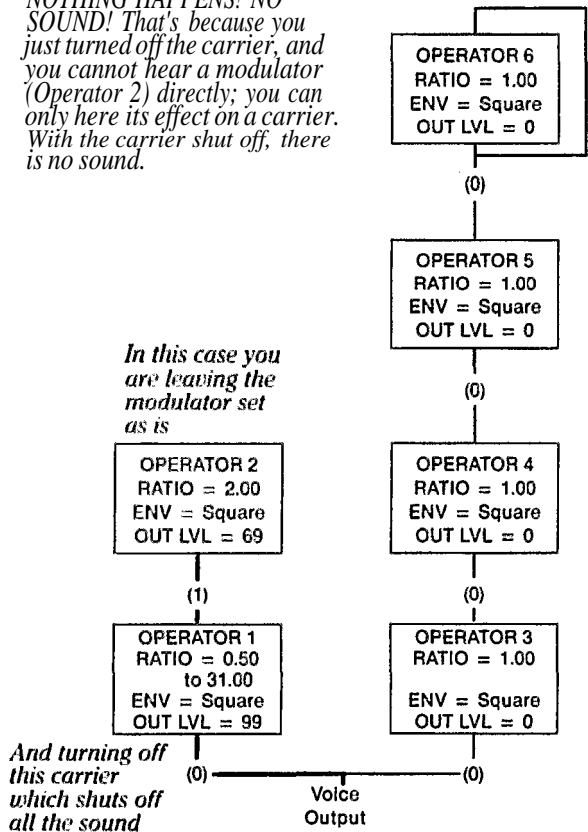 NOTHING HAPPENS! NO
SOUND! That's because you
just turned off the carrier, and
you cannot hear a modulator
(Operator 2) directly; you can
only here its effect on a carrier.
With the carrier shut off, there
is no sound.
OPERATOR 6
RATIO = 1.00
ENV = Square
OUT LVL = 0
(0)
OPERATOR 5
RATIO = 1.00
ENV = Square
OUT LVL = 0
(0)
In this case you
are leaving the
modulator set
as is
OPERATOR 2
RATIO = 2.00
ENV = Square
OUT LVL = 69
(1)
OPERATOR 4
RATIO = 1.00
ENV = Square
OUT LVL = 0
(0)
OPERATOR 1
RATIO = 0.50
to 31.00
ENV = Square
OUT LVL = 99
(0)
OPERATOR 3
RATIO = 1.00
ENV = Square
OUT LVL = 0
(0)
And turning off
this carrier
which shuts off
all the sound
Voice
Output